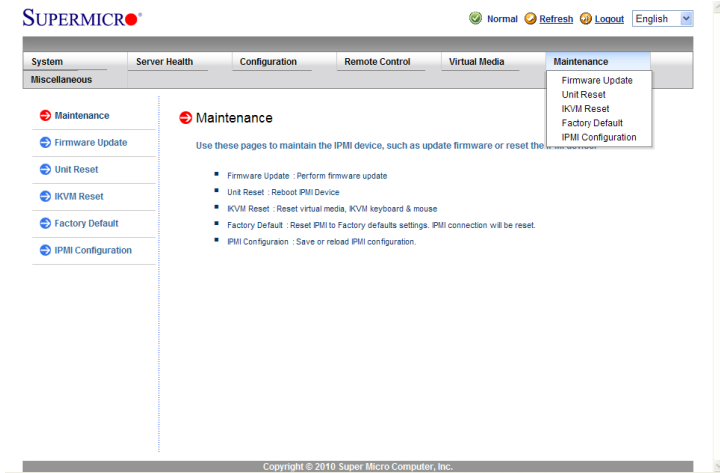 SUPERMICRO
Normal Refresh Logout English
System Server Health Configuration Remote Control Virtual Media Maintenance
Miscellaneous
Firmware Update
Unit Reset
IKVM Reset
Factory Default
IPMI Configuration
Maintenance
Firmware Update
Unit Reset
IKVM Reset
Factory Default
IPMI Configuration
Maintenance
Use these pages to maintain the IPMI device, such as update firmware or reset the device.
Firmware Update : Perform firmware update
Unit Reset : Reboot IPMI Device
IKVM Reset : Reset virtual media, IKVM keyboard & mouse
Factory Default : Reset IPMI to Factory defaults settings. IPMI connection will be reset.
IPMI Configuraion : Save or reload IPMI configuration.
Copyright © 2010 Super Micro Computer, Inc.